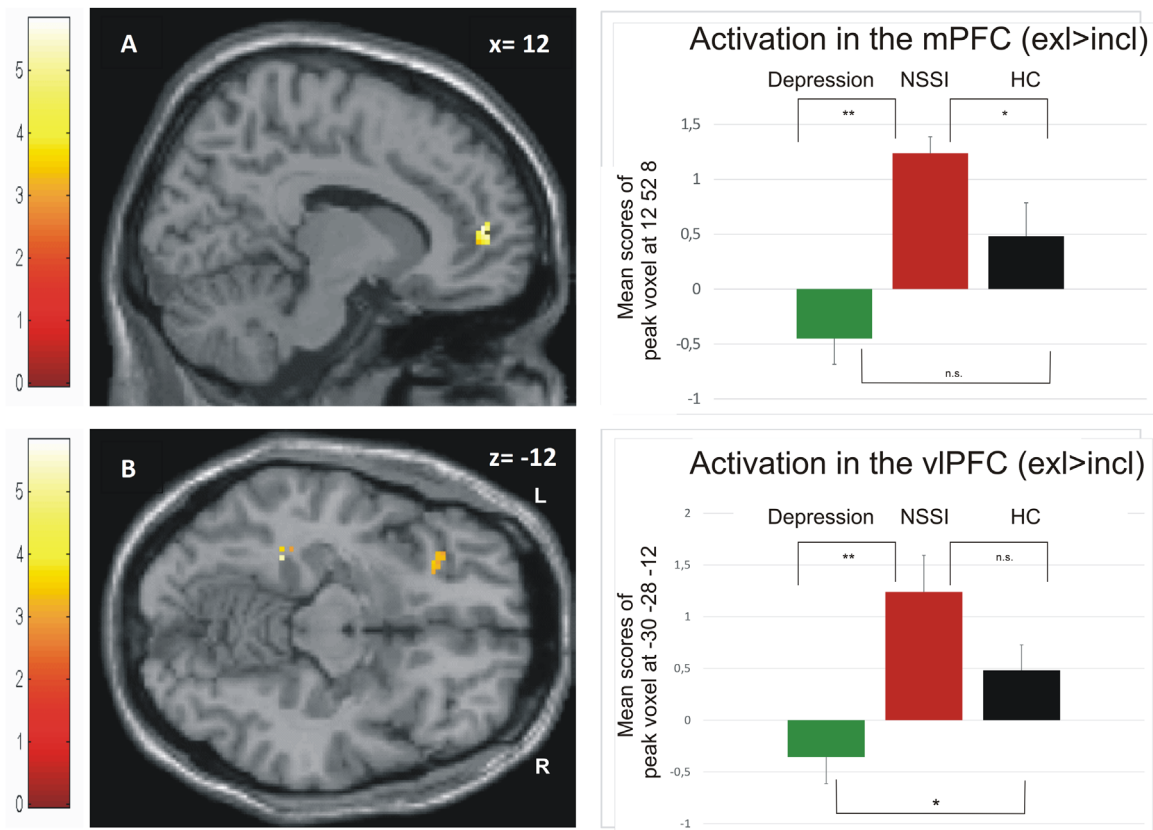 A
x= 12
5
4
3
2
1
0
Activation in the mPFC (exl>incl)
Depression NSSI HC
** *
1,5
1
0,5
0
-0,5
-1
Mean scores of
peak voxel at 12 52 8
n.s.
B
z= -12
L
R
5
4
3
2
1
0
Activation in the vlPFC (exl>incl)
Depression NSSI HC
** n.s.
2
1,5
1
0,5
0
-0,5
-1
Mean scores of
peak voxel at -30 -28 -12
*